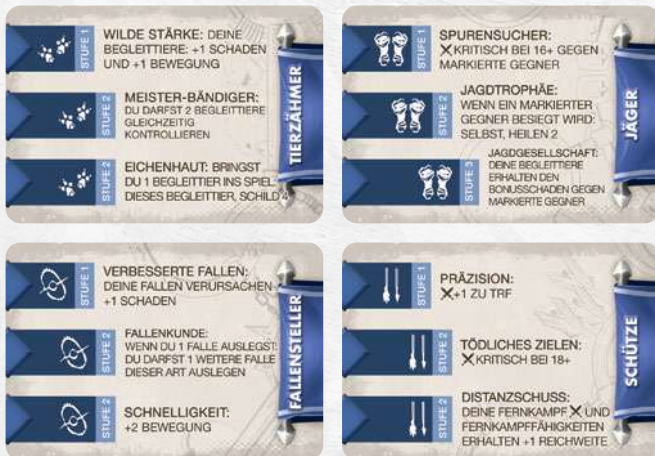 STUFE 1
WILDE STÄRKE: DEINE
BEGLEITTIERE: +1 SCHADEN
UND +1 BEWEGUNG
STUFE 2
MEISTER-BÄNDIGER:
DU DARFST 2 BEGLEITTIERE
GLEICHZEITIG
KONTROLLIEREN
STUFE 2
EICHENHAUT: BRINGST
DU 1 BEGLEITTIER INS SPIEL:
DIESES BEGLEITTIER, SCHILD 4
TIERZÄHMER
STUFE 1
SPURENSUCHER:
KRITISCH BEI 16+ GEGEN
MARKIERTE GEGNER
STUFE 2
JAGDTROPHÄE:
WENN EIN MARKIERTER
GEGNER BESIEGT WIRD:
SELBST, HEILEN 2
STUFE 3
JAGDGESELLSCHAFT:
DEINE BEGLEITTIERE
ERHALTEN DEN
BONUSSCHADEN GEGEN
MARKIERTE GEGNER
JÄGER
STUFE 1
VERBESSERTE FALLEN:
DEINE FALLEN VERURSACHEN
+1 SCHADEN
STUFE 2
FALLENKUNDE:
WENN DU 1 FALLE AUSLEGST:
DU DARFST 1 WEITERE FALLE
DIESER ART AUSLEGEN
STUFE 2
SCHNELLIGKEIT:
+2 BEWEGUNG
FALLENSTELLER
STUFE 1
PRÄZISION:
+1 ZU TRF
STUFE 2
TÖDLICHES ZIELEN:
KRITISCH BEI 18+
STUFE 2
DISTANZSCHUSS:
DEINE FERNKAMPF UND
FERNKAMPFFÄHIGKEITEN
ERHALTEN +1 REICHWEITE
SCHÜTZE